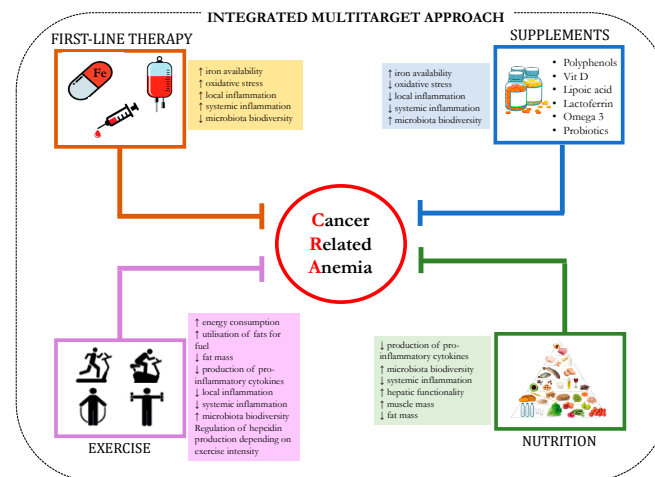 INTEGRATED MULTITARGET APPROACH
FIRST-LINE THERAPY
Fe
↑ iron availability
↑ oxidative stress
↑ local inflammation
↑ systemic inflammation
↓ microbiota biodiversity
SUPPLEMENTS
↑ iron availability
↓ oxidative stress
↓ local inflammation
↓ systemic inflammation
↑ microbiota biodiversity
• Polyphenols
• Vit D
• Lipoic acid
• Lactoferrin
• Omega 3
• Probiotics
Cancer
Related
Anemia
↑ energy consumption
↑ utilisation of fats for
fuel
↓ fat mass
↓ production of pro-
inflammatory cytokines
↓ local inflammation
↓ systemic inflammation
↑ microbiota biodiversity
Regulation of hepcidin
production depending on
exercise intensity
EXERCISE
↓ production of pro-
inflammatory cytokines
↑ microbiota biodiversity
↓ systemic inflammation
↑ hepatic functionality
↑ muscle mass
↓ fat mass
NUTRITION